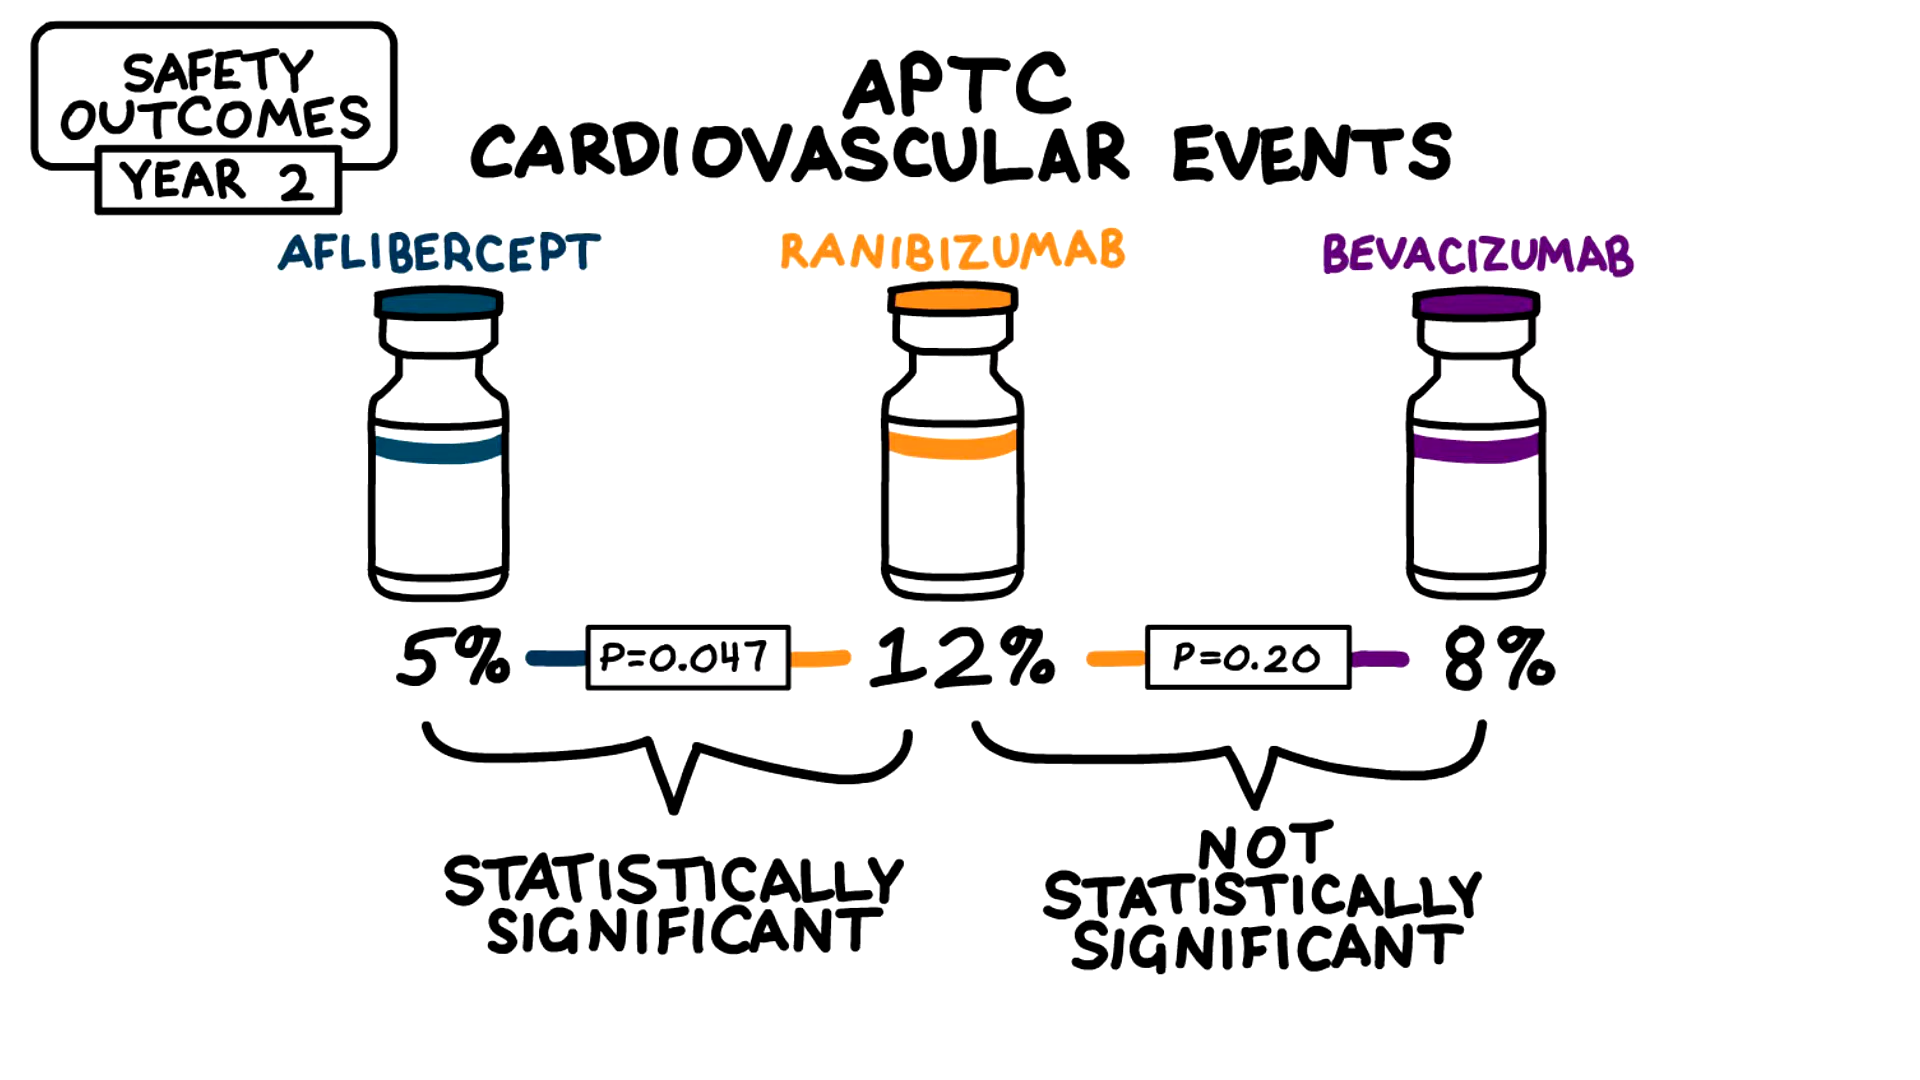 SAFETY
OUTCOMES
YEAR 2
APTC
CARDIOVASCULAR EVENTS
AFLIBERCEPT
RANIBIZUMAB
BEVACIZUMAB
5% P=0.047 12% P=0.20 8%
STATISTICALLY
SIGNIFICANT
NOT
STATISTICALLY
SIGNIFICANT